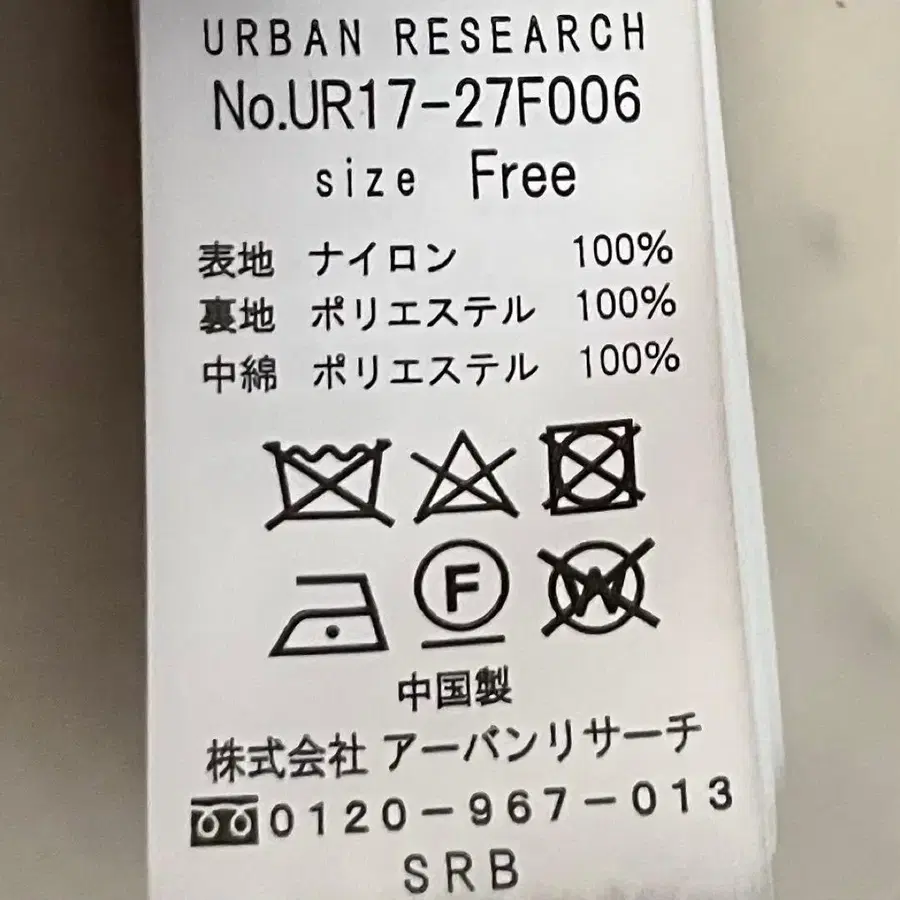 URBAN RESEARCH
No.UR17-27F006
size Free
表地 ナイロン 100%
裏地 ポリエステル 100%
中綿 ポリエステル 100%
F W
中国製
株式会社 アーバンリサーチ
0120-967-013
SRB